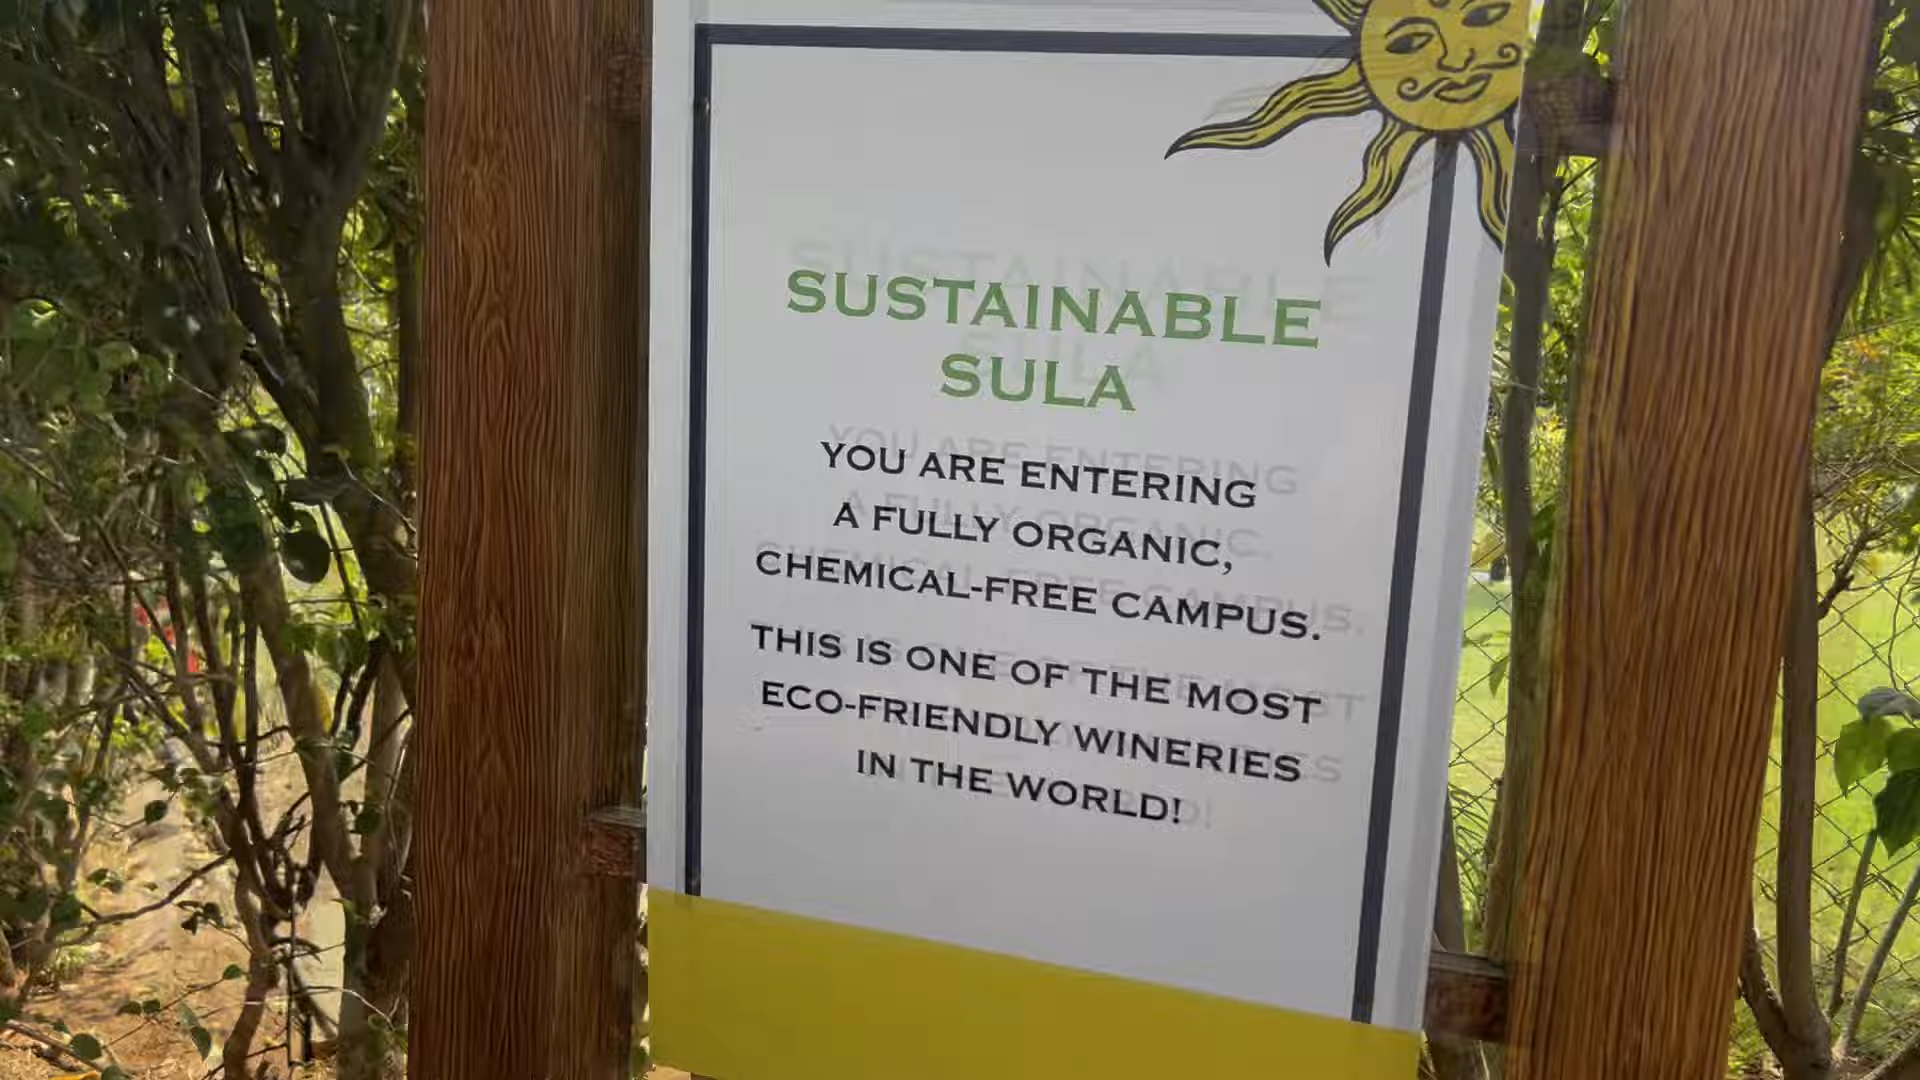 SUSTAINABLE
SULA
YOU ARE ENTERING
A FULLY ORGANIC,
CHEMICAL-FREE CAMPUS.
THIS IS ONE OF THE MOST
ECO-FRIENDLY WINERIES
IN THE WORLD!